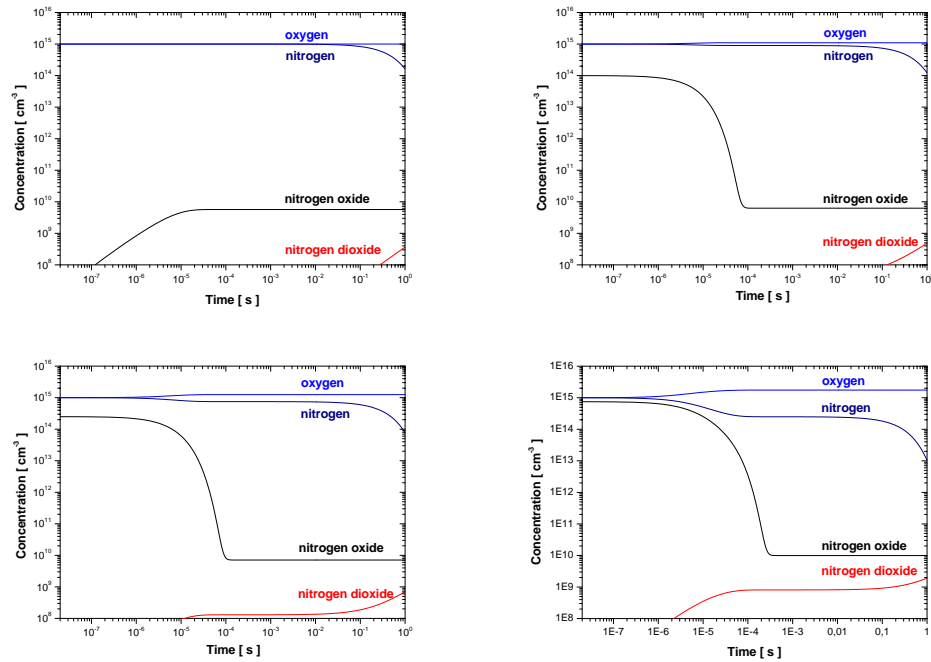 10^16
10^15
10^14
10^13
10^12
10^11
10^10
10^9
10^8
Concentration [ cm^-3 ]
oxygen
nitrogen
nitrogen oxide
nitrogen dioxide
10^-7 10^-6 10^-5 10^-4 10^-3 10^-2 10^-1 10^0
Time [ s ]
10^16
10^15
10^14
10^13
10^12
10^11
10^10
10^9
10^8
Concentration [ cm^-3 ]
oxygen
nitrogen
nitrogen oxide
nitrogen dioxide
10^-7 10^-6 10^-5 10^-4 10^-3 10^-2 10^-1
Time [ s ]
10^16
10^15
10^14
10^13
10^12
10^11
10^10
10^9
10^8
Concentration [ cm^-3 ]
oxygen
nitrogen
nitrogen oxide
nitrogen dioxide
10^-7 10^-6 10^-5 10^-4 10^-3 10^-2 10^-1 10^0
Time [ s ]
1E16
1E15
1E14
1E13
1E12
1E11
1E10
1E9
1E8
Concentration [ cm^-3 ]
oxygen
nitrogen
nitrogen oxide
nitrogen dioxide
1E-7 1E-6 1E-5 1E-4 1E-3 0,01 0,1 1
Time [ s ]